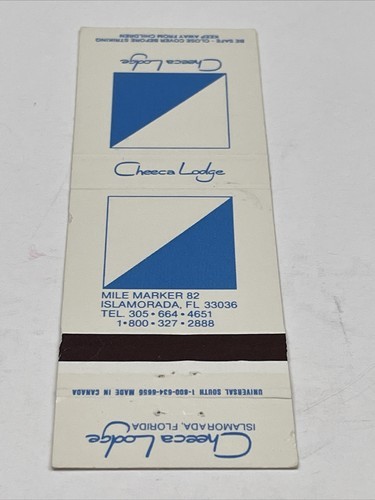 BE SAFE - CLOSE COVER BEFORE STRIKING
KEEP AWAY FROM CHILDREN
Cheeca Lodge
Cheeca Lodge
MILE MARKER 82
ISLAMORADA, FL 33036
TEL. 305 • 664 • 4651
1 • 800 • 327 • 2888
UNIVERSAL SOUTH 1-800-634-6656 MADE IN CANADA
Cheeca Lodge
ISLAMORADA, FLORIDA